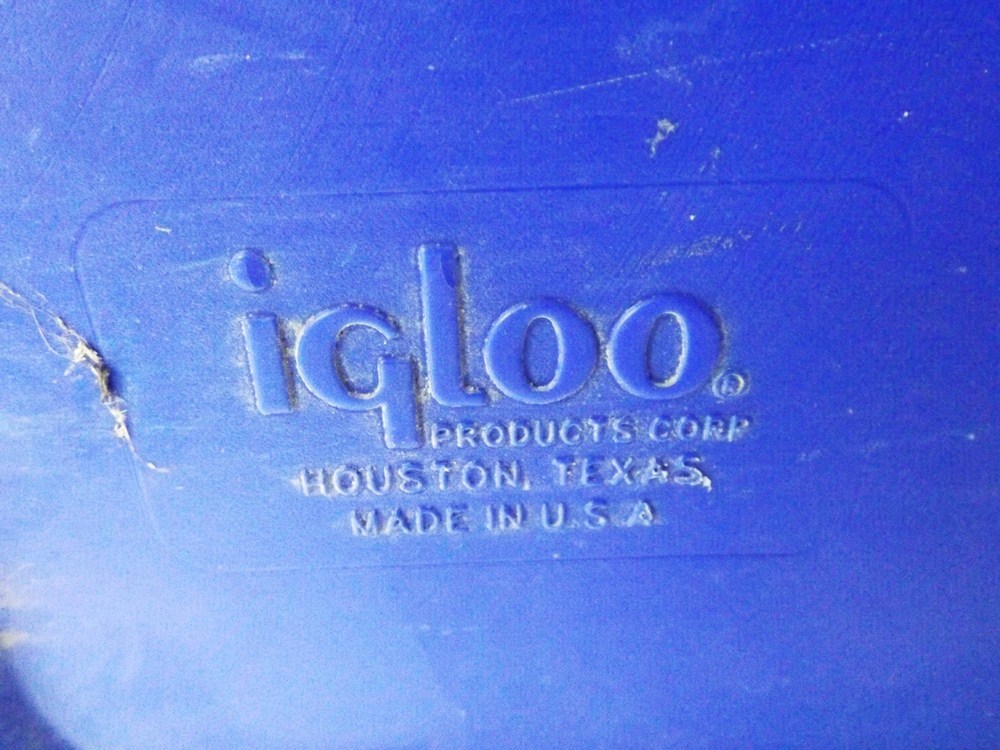 igloo®
PRODUCTS CORP
HOUSTON, TEXAS,
MADE IN U.S.A